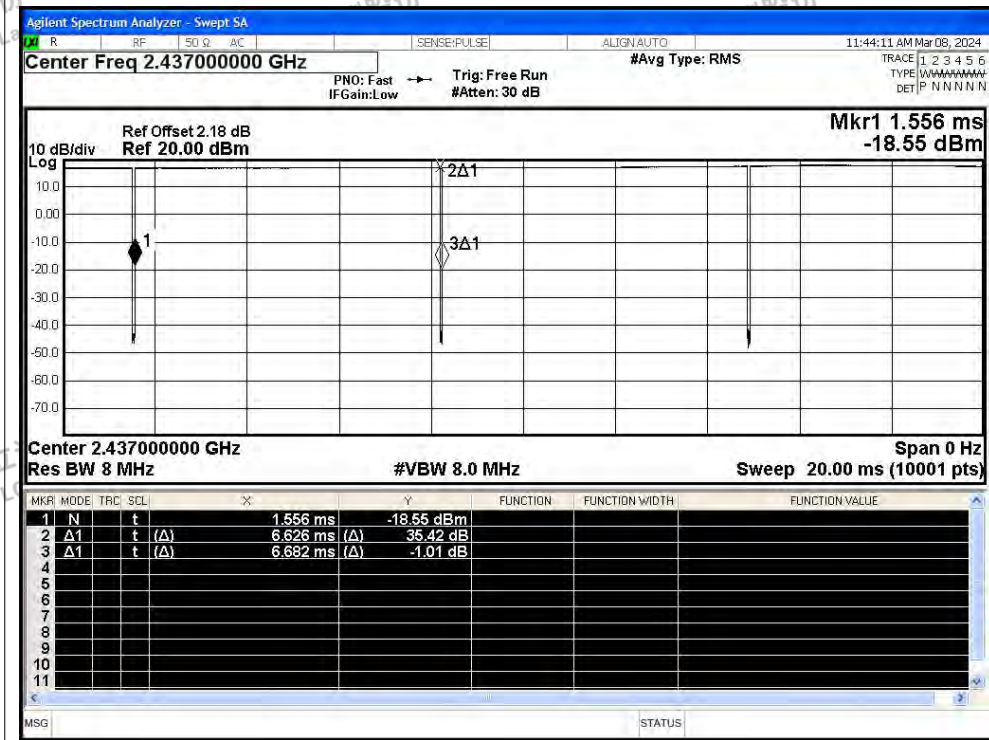 Agilent Spectrum Analyzer - Swept SA
LXI R RF 50 Ω AC SENSE:PULSE ALIGN AUTO 11:44:11 AM Mar 08, 2024
Center Freq 2.437000000 GHz #Avg Type: RMS TRACE 1 2 3 4 5 6
PNO: Fast Trig: Free Run TYPE WWWWWW
IFGain:Low #Atten: 30 dB DET P N N N N N
Mkr1 1.556 ms
-18.55 dBm
Ref Offset 2.18 dB
10 dB/div Ref 20.00 dBm
Log
2Δ1
10.0
0.00
-10.0
1
3Δ1
-20.0
-30.0
-40.0
-50.0
-60.0
-70.0
Center 2.437000000 GHz Span 0 Hz
Res BW 8 MHz #VBW 8.0 MHz Sweep 20.00 ms (10001 pts)
MKR MODE TRC SCL X Y FUNCTION FUNCTION WIDTH FUNCTION VALUE
1 N t 1.556 ms -18.55 dBm
2 Δ1 t (Δ) 6.626 ms (Δ) 35.42 dB
3 Δ1 t (Δ) 6.682 ms (Δ) -1.01 dB
4
5
6
7
8
9
10
11
MSG STATUS